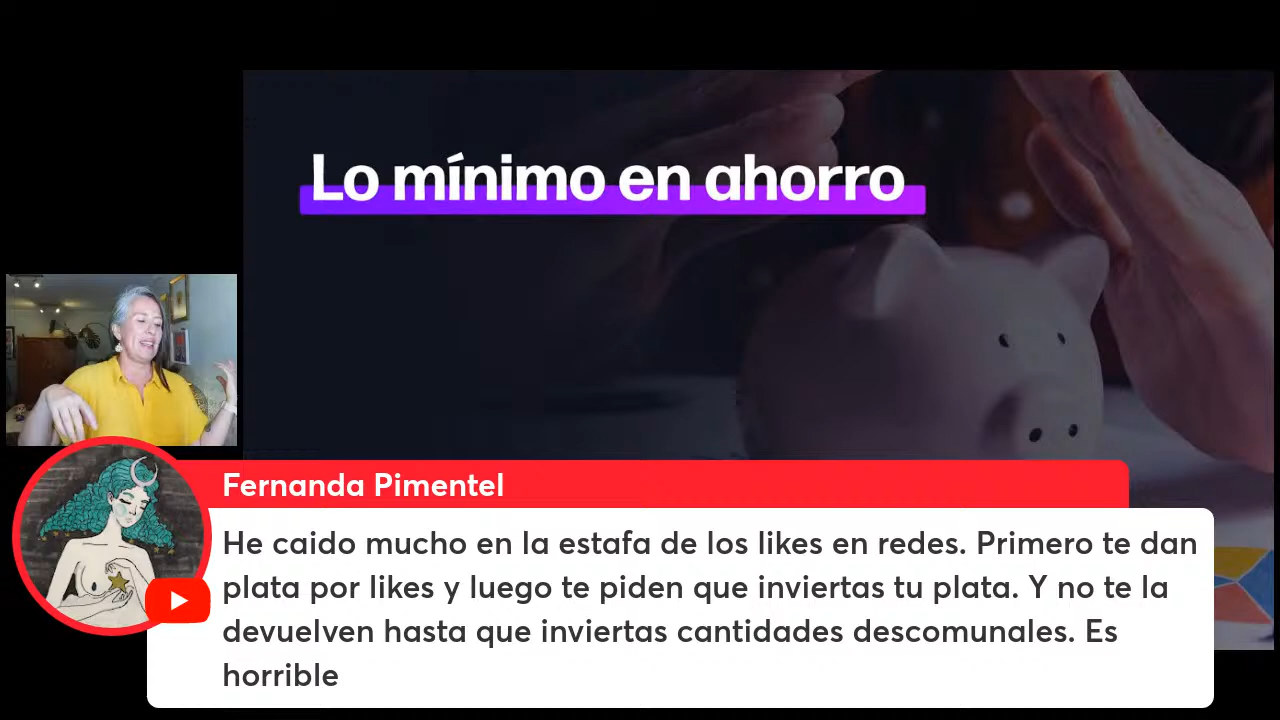 Lo mínimo en ahorro
Fernanda Pimentel
He caido mucho en la estafa de los likes en redes. Primero te dan
plata por likes y luego te piden que inviertas tu plata. Y no te la
devuelven hasta que inviertas cantidades descomunales. Es
horrible